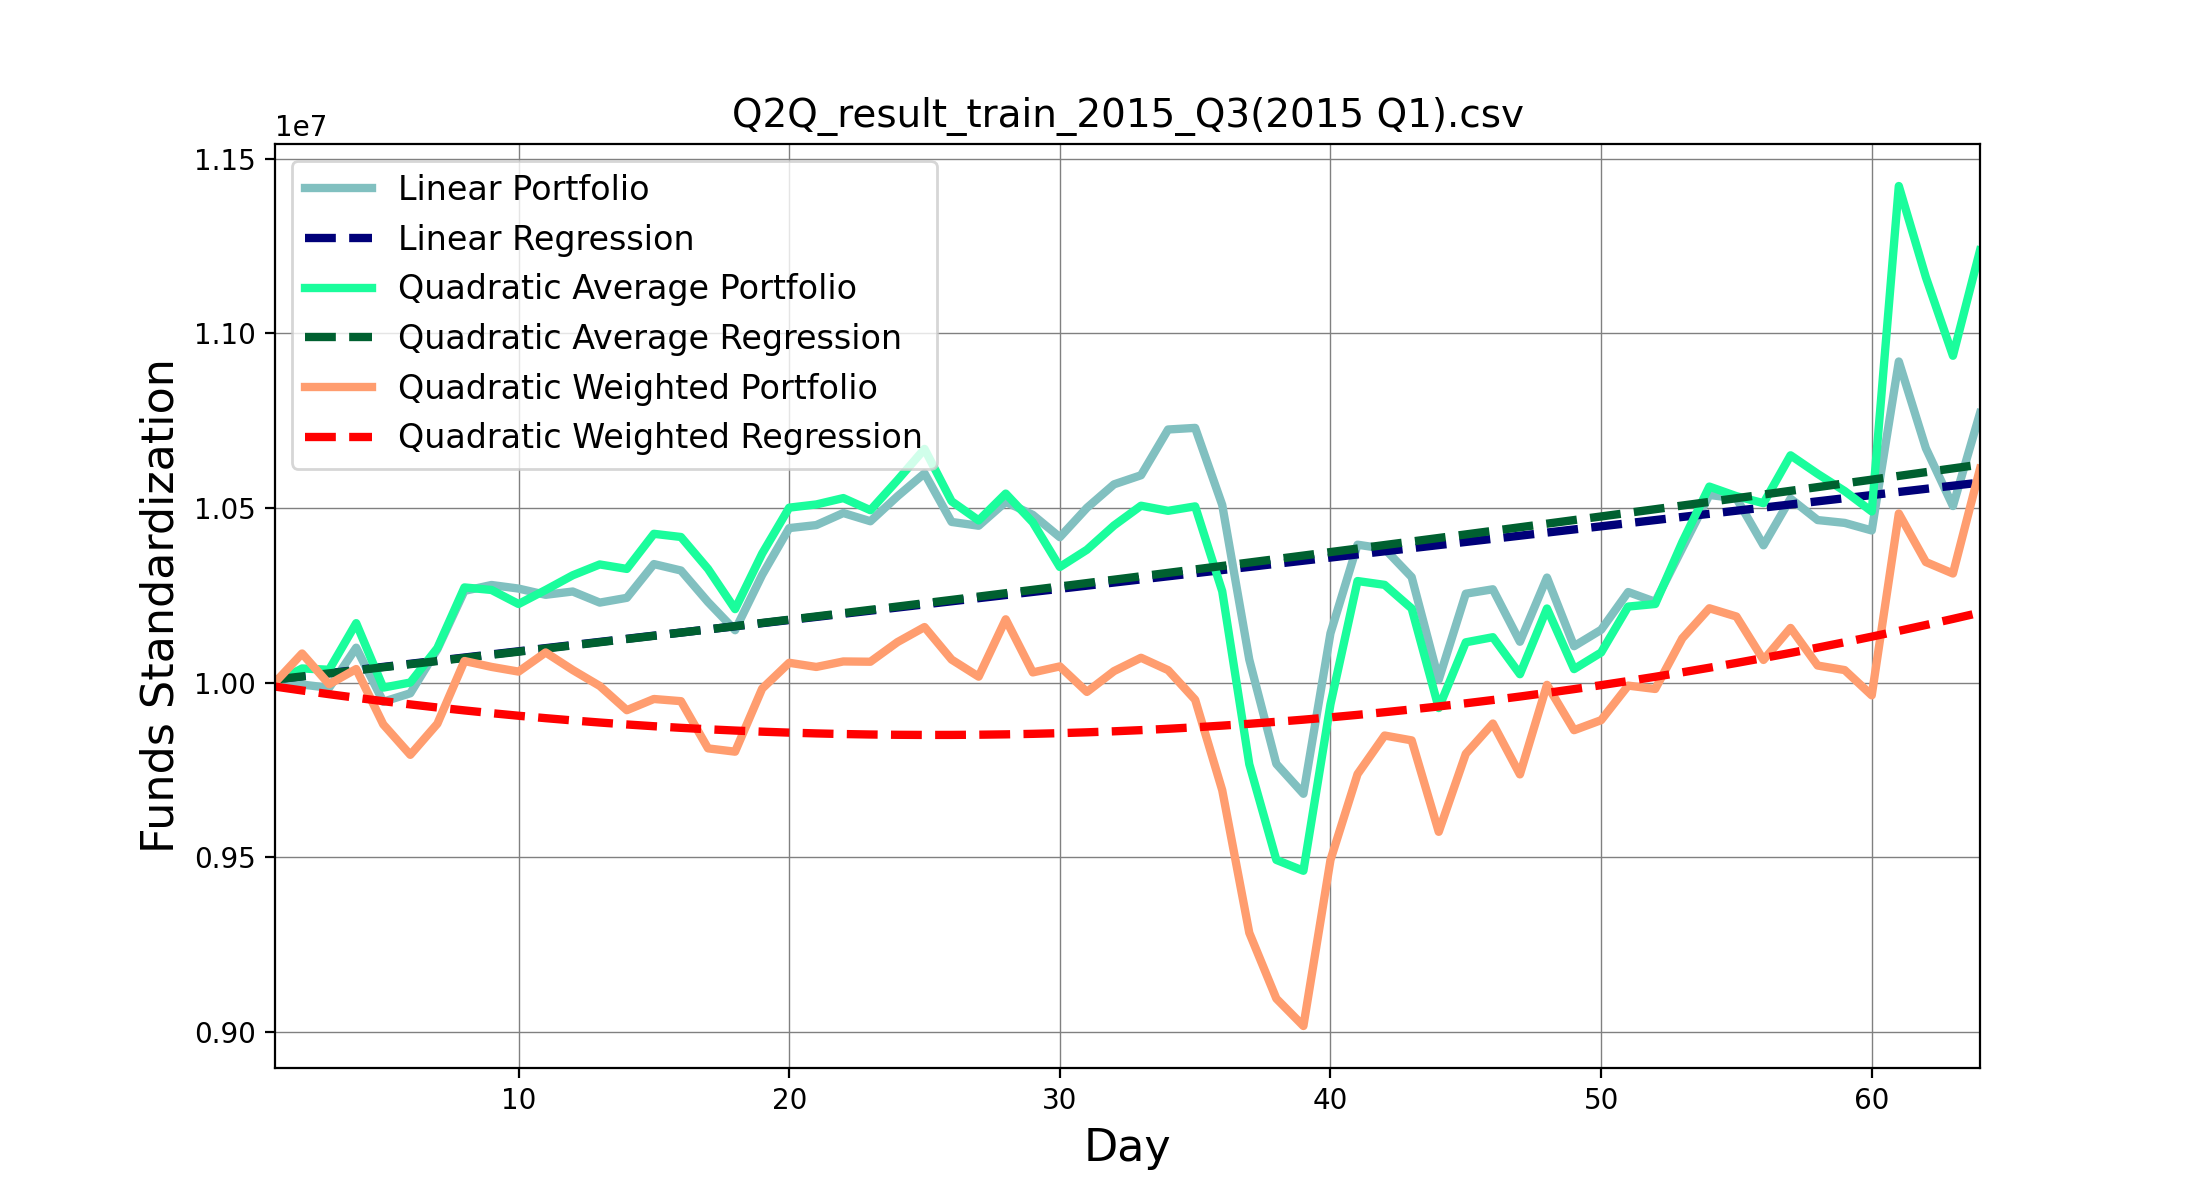 Q2Q_result_train_2015_Q3(2015 Q1).csv
1e7
1.15
1.10
1.05
1.00
0.95
0.90
Funds Standardization
Linear Portfolio
Linear Regression
Quadratic Average Portfolio
Quadratic Average Regression
Quadratic Weighted Portfolio
Quadratic Weighted Regression
10 20 30 40 50 60
Day